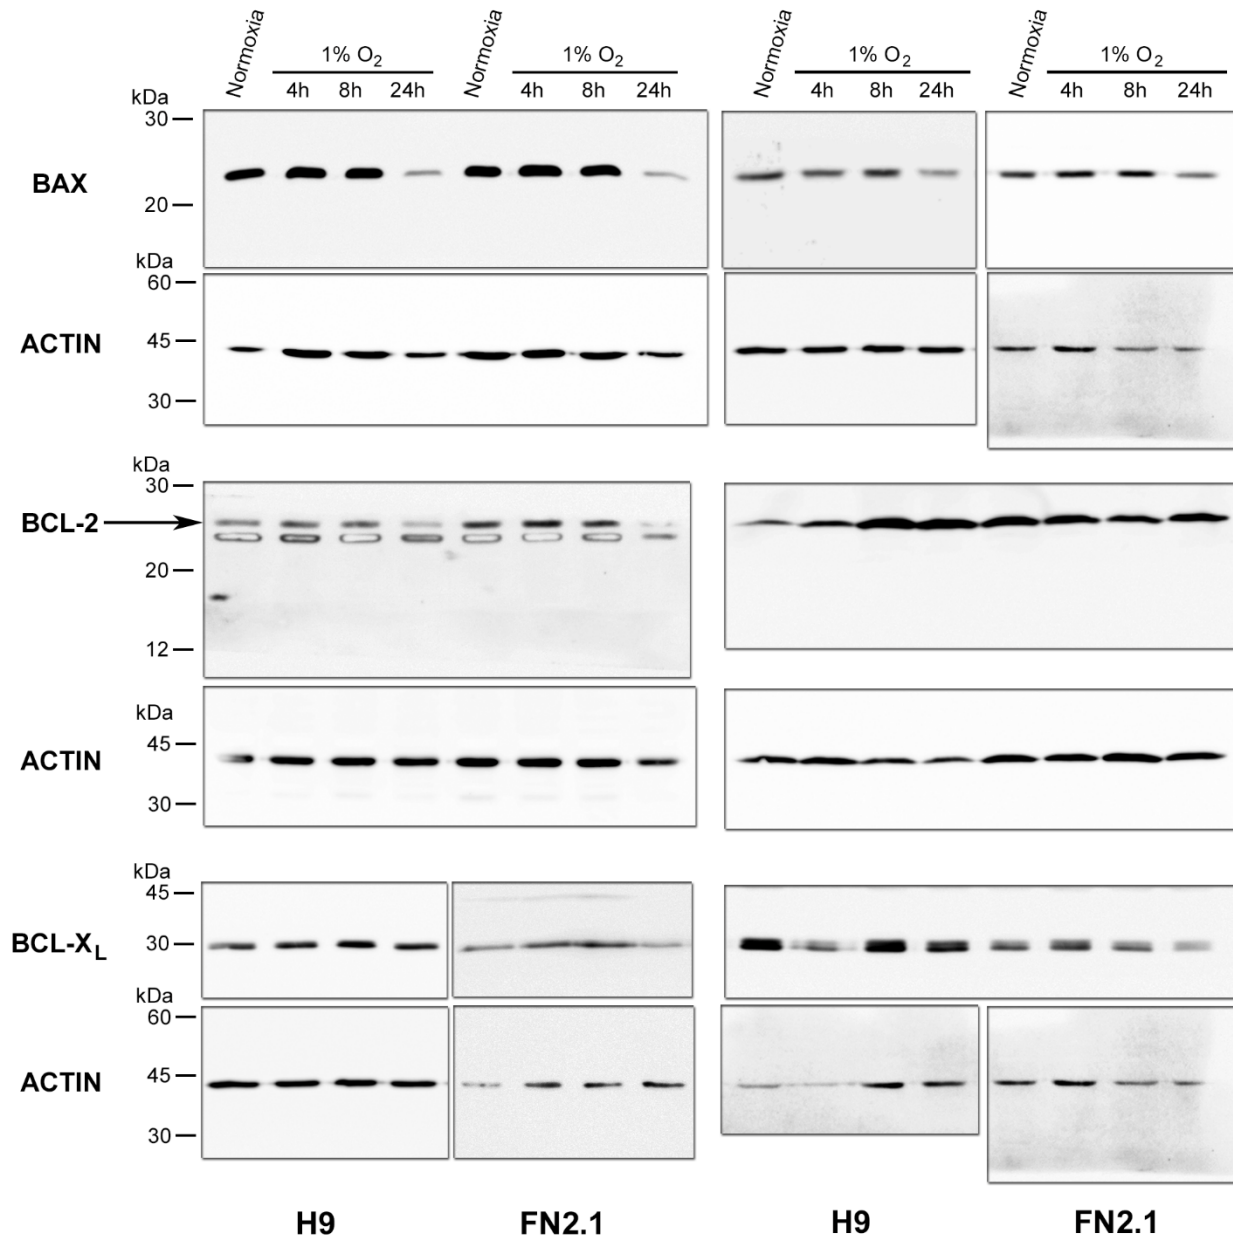 Normoxia 1% O₂ Normoxia 1% O₂ Normoxia 1% O₂ Normoxia 1% O₂
4h 8h 24h 4h 8h 24h 4h 8h 24h 4h 8h 24h
kDa
30
BAX
20
kDa
60
ACTIN
45
30
kDa
30
BCL-2
20
12
kDa
45
ACTIN
30
kDa
45
BCL-X_L
30
kDa
60
45
ACTIN
30
H9 FN2.1 H9 FN2.1